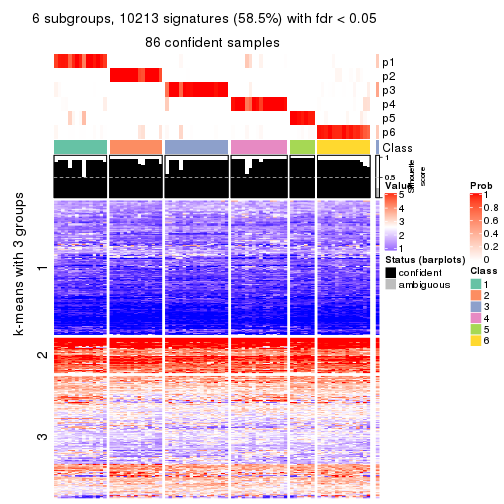 6 subgroups, 10213 signatures (58.5%) with fdr < 0.05
86 confident samples
p1
p2
p3
p4
p5
p6
Class
1
0.5
0
Silhouette
score
k-means with 3 groups
1
2
3
Value
5
4
3
2
1
Status (barplots)
confident
ambiguous
Prob
1
0.8
0.6
0.4
0.2
0
Class
1
2
3
4
5
6